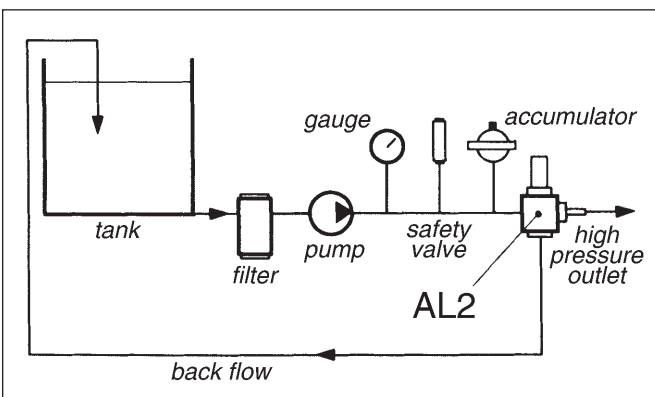 gauge
accumulator
tank
filter
pump
safety
valve
high
pressure
outlet
AL2
back flow